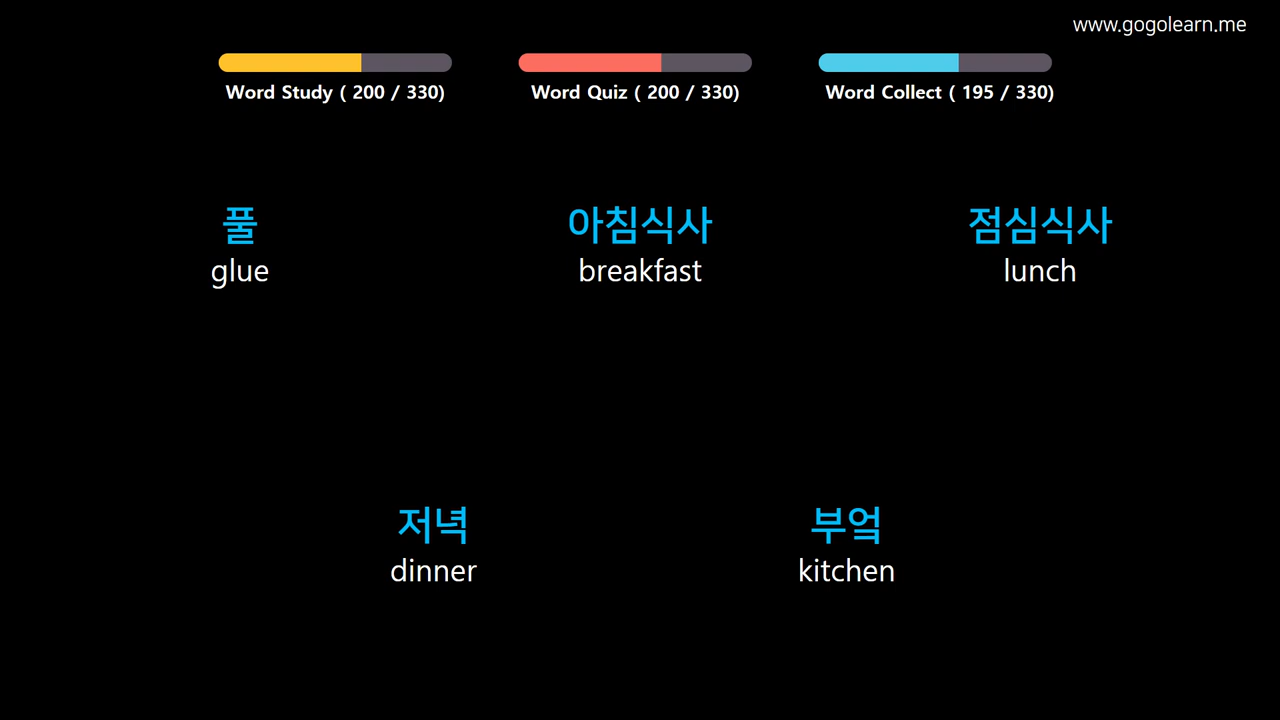 www.gogolearn.me
Word Study ( 200 / 330)
Word Quiz ( 200 / 330)
Word Collect ( 195 / 330)
풀
glue
아침식사
breakfast
점심식사
lunch
저녁
dinner
부엌
kitchen